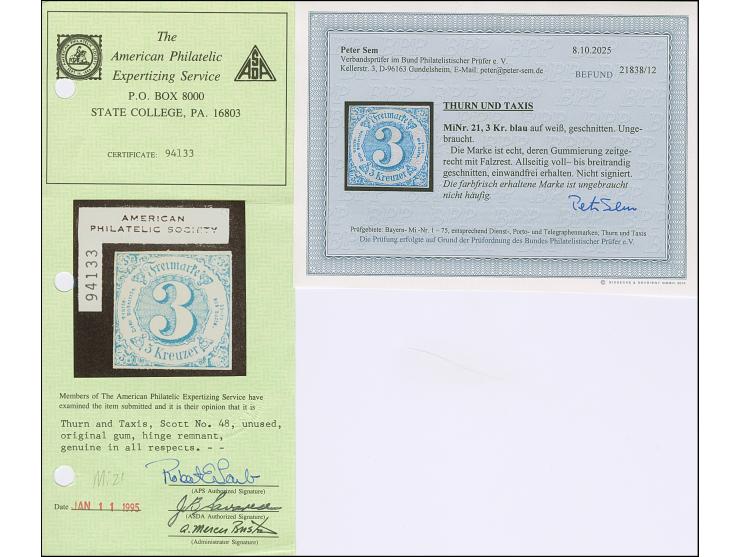 The
American Philatelic
Expertizing Service
ASDA
P.O. BOX 8000
STATE COLLEGE, PA. 16803
CERTIFICATE: 94133
AMERICAN
PHILATELIC SOCIETY
94133
Freimarke
3
3 Kreuzer
Members of The American Philatelic Expertizing Service have
examined the item submitted and it is their opinion that it is
Thurn and Taxis, Scott No. 48, unused,
original gum, hinge remnant,
genuine in all respects. - -
Mi 21
(APS Authorized Signature)
Date JAN 11 1995
(ASDA Authorized Signature)
(Administrator Signature)
Peter Sem
8.10.2025
Verbandsprüfer im Bund Philatelistischer Prüfer e. V.
Kellerstr. 3, D-96163 Gundelsheim, E-Mail: peter@peter-sem.de
BEFUND 21838/12
THURN UND TAXIS
Freimarke
3
3 Kreuzer
MiNr. 21, 3 Kr. blau auf weiß, geschnitten. Unge-
braucht.
Die Marke ist echt, deren Gummierung zeitge-
recht mit Falzrest. Allseitig voll– bis breitrandig
geschnitten, einwandfrei erhalten. Nicht signiert.
Die farbfrisch erhaltene Marke ist ungebraucht
nicht häufig.
Peter Sem
Prüfgebiete: Bayern- Mi -Nr. 1 – 75, entsprechend Dienst-, Porto- und Telegraphenmarken; Thurn und Taxis
Die Prüfung erfolgte auf Grund der Prüfordnung des Bundes Philatelistischer Prüfer e.V.